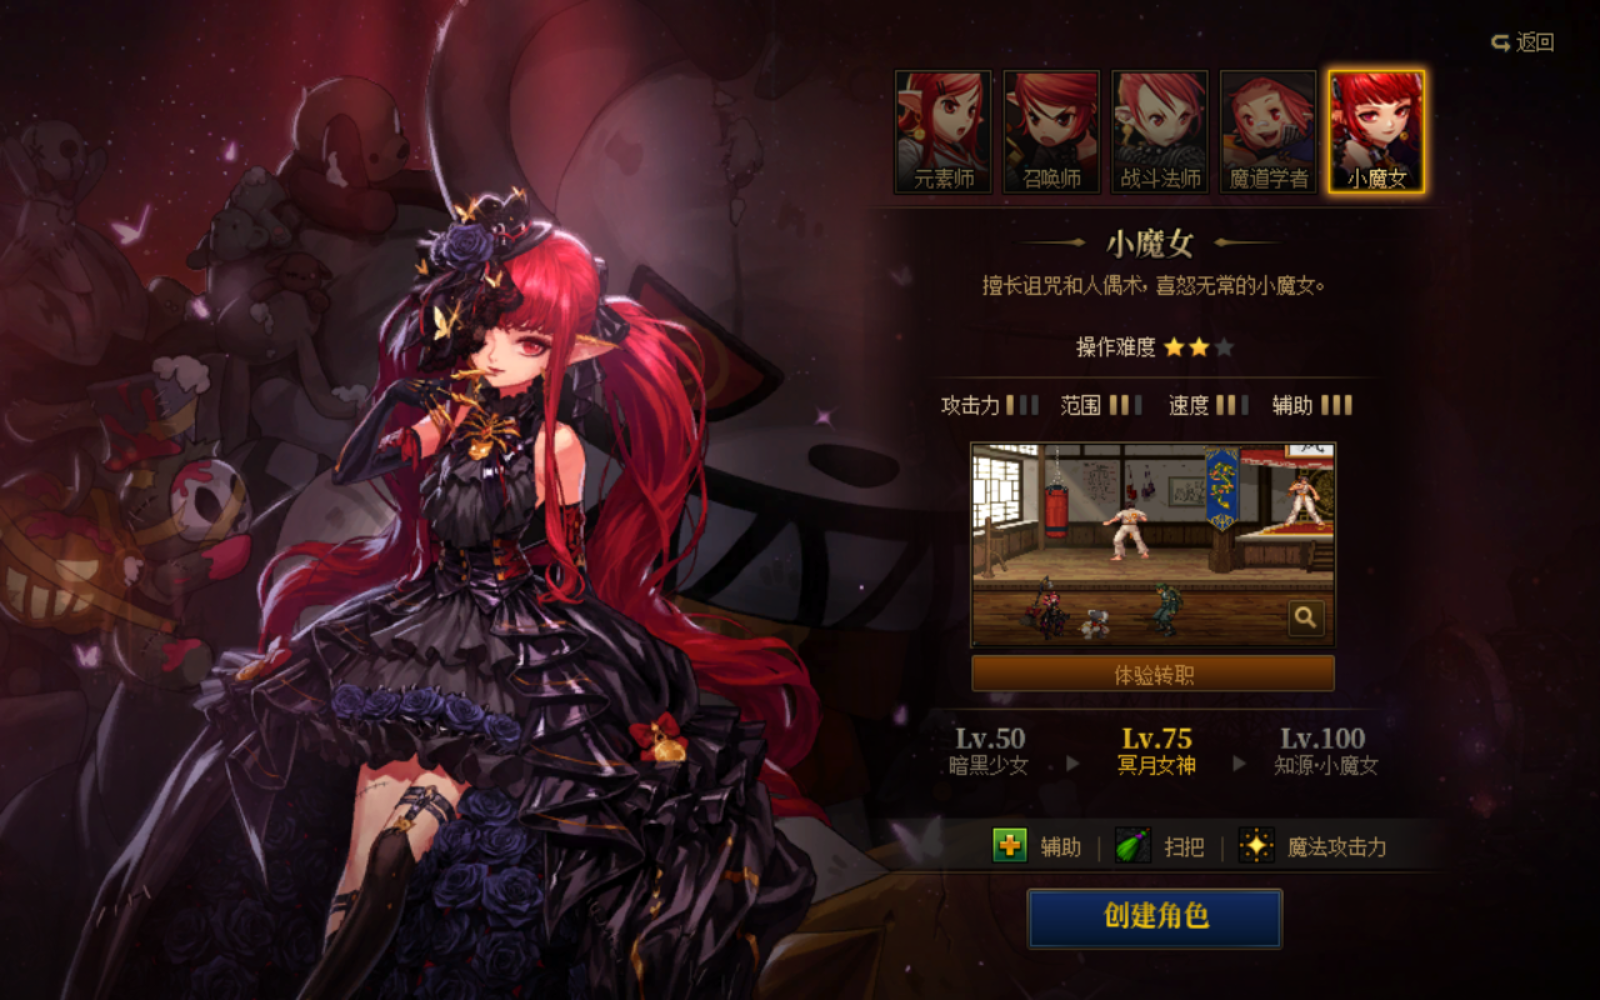 返回
元素师
召唤师
战斗法师
魔道学者
小魔女
小魔女
擅长诅咒和人偶术，喜怒无常的小魔女。
操作难度
攻击力 范围 速度 辅助
体验转职
Lv.50 Lv.75 Lv.100
暗黑少女 冥月女神 知源·小魔女
辅助 | 扫把 | 魔法攻击力
创建角色